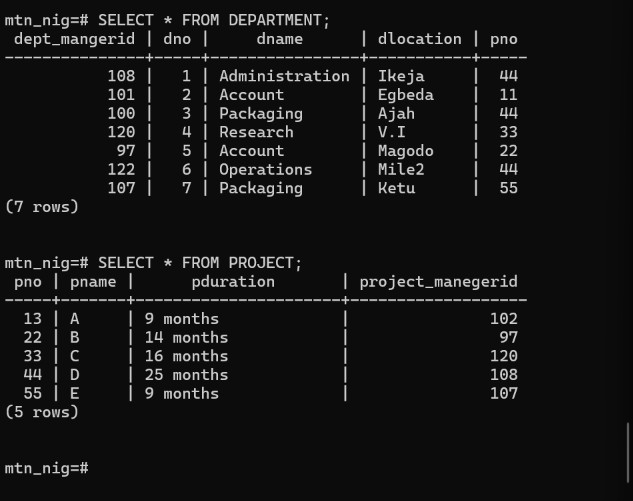 mtn_nig=# SELECT * FROM DEPARTMENT;
 dept_mangerid | dno |     dname      | dlocation | pno
---------------+-----+----------------+-----------+-----
           108 |   1 | Administration | Ikeja     |  44
           101 |   2 | Account        | Egbeda    |  11
           100 |   3 | Packaging      | Ajah      |  44
           120 |   4 | Research       | V.I       |  33
            97 |   5 | Account        | Magodo    |  22
           122 |   6 | Operations     | Mile2     |  44
           107 |   7 | Packaging      | Ketu      |  55
(7 rows)
mtn_nig=# SELECT * FROM PROJECT;
 pno | pname |       pduration       | project_manegerid
-----+-------+-----------------------+-------------------
  13 | A     | 9 months              |               102
  22 | B     | 14 months             |                97
  33 | C     | 16 months             |               120
  44 | D     | 25 months             |               108
  55 | E     | 9 months              |               107
(5 rows)
mtn_nig=#